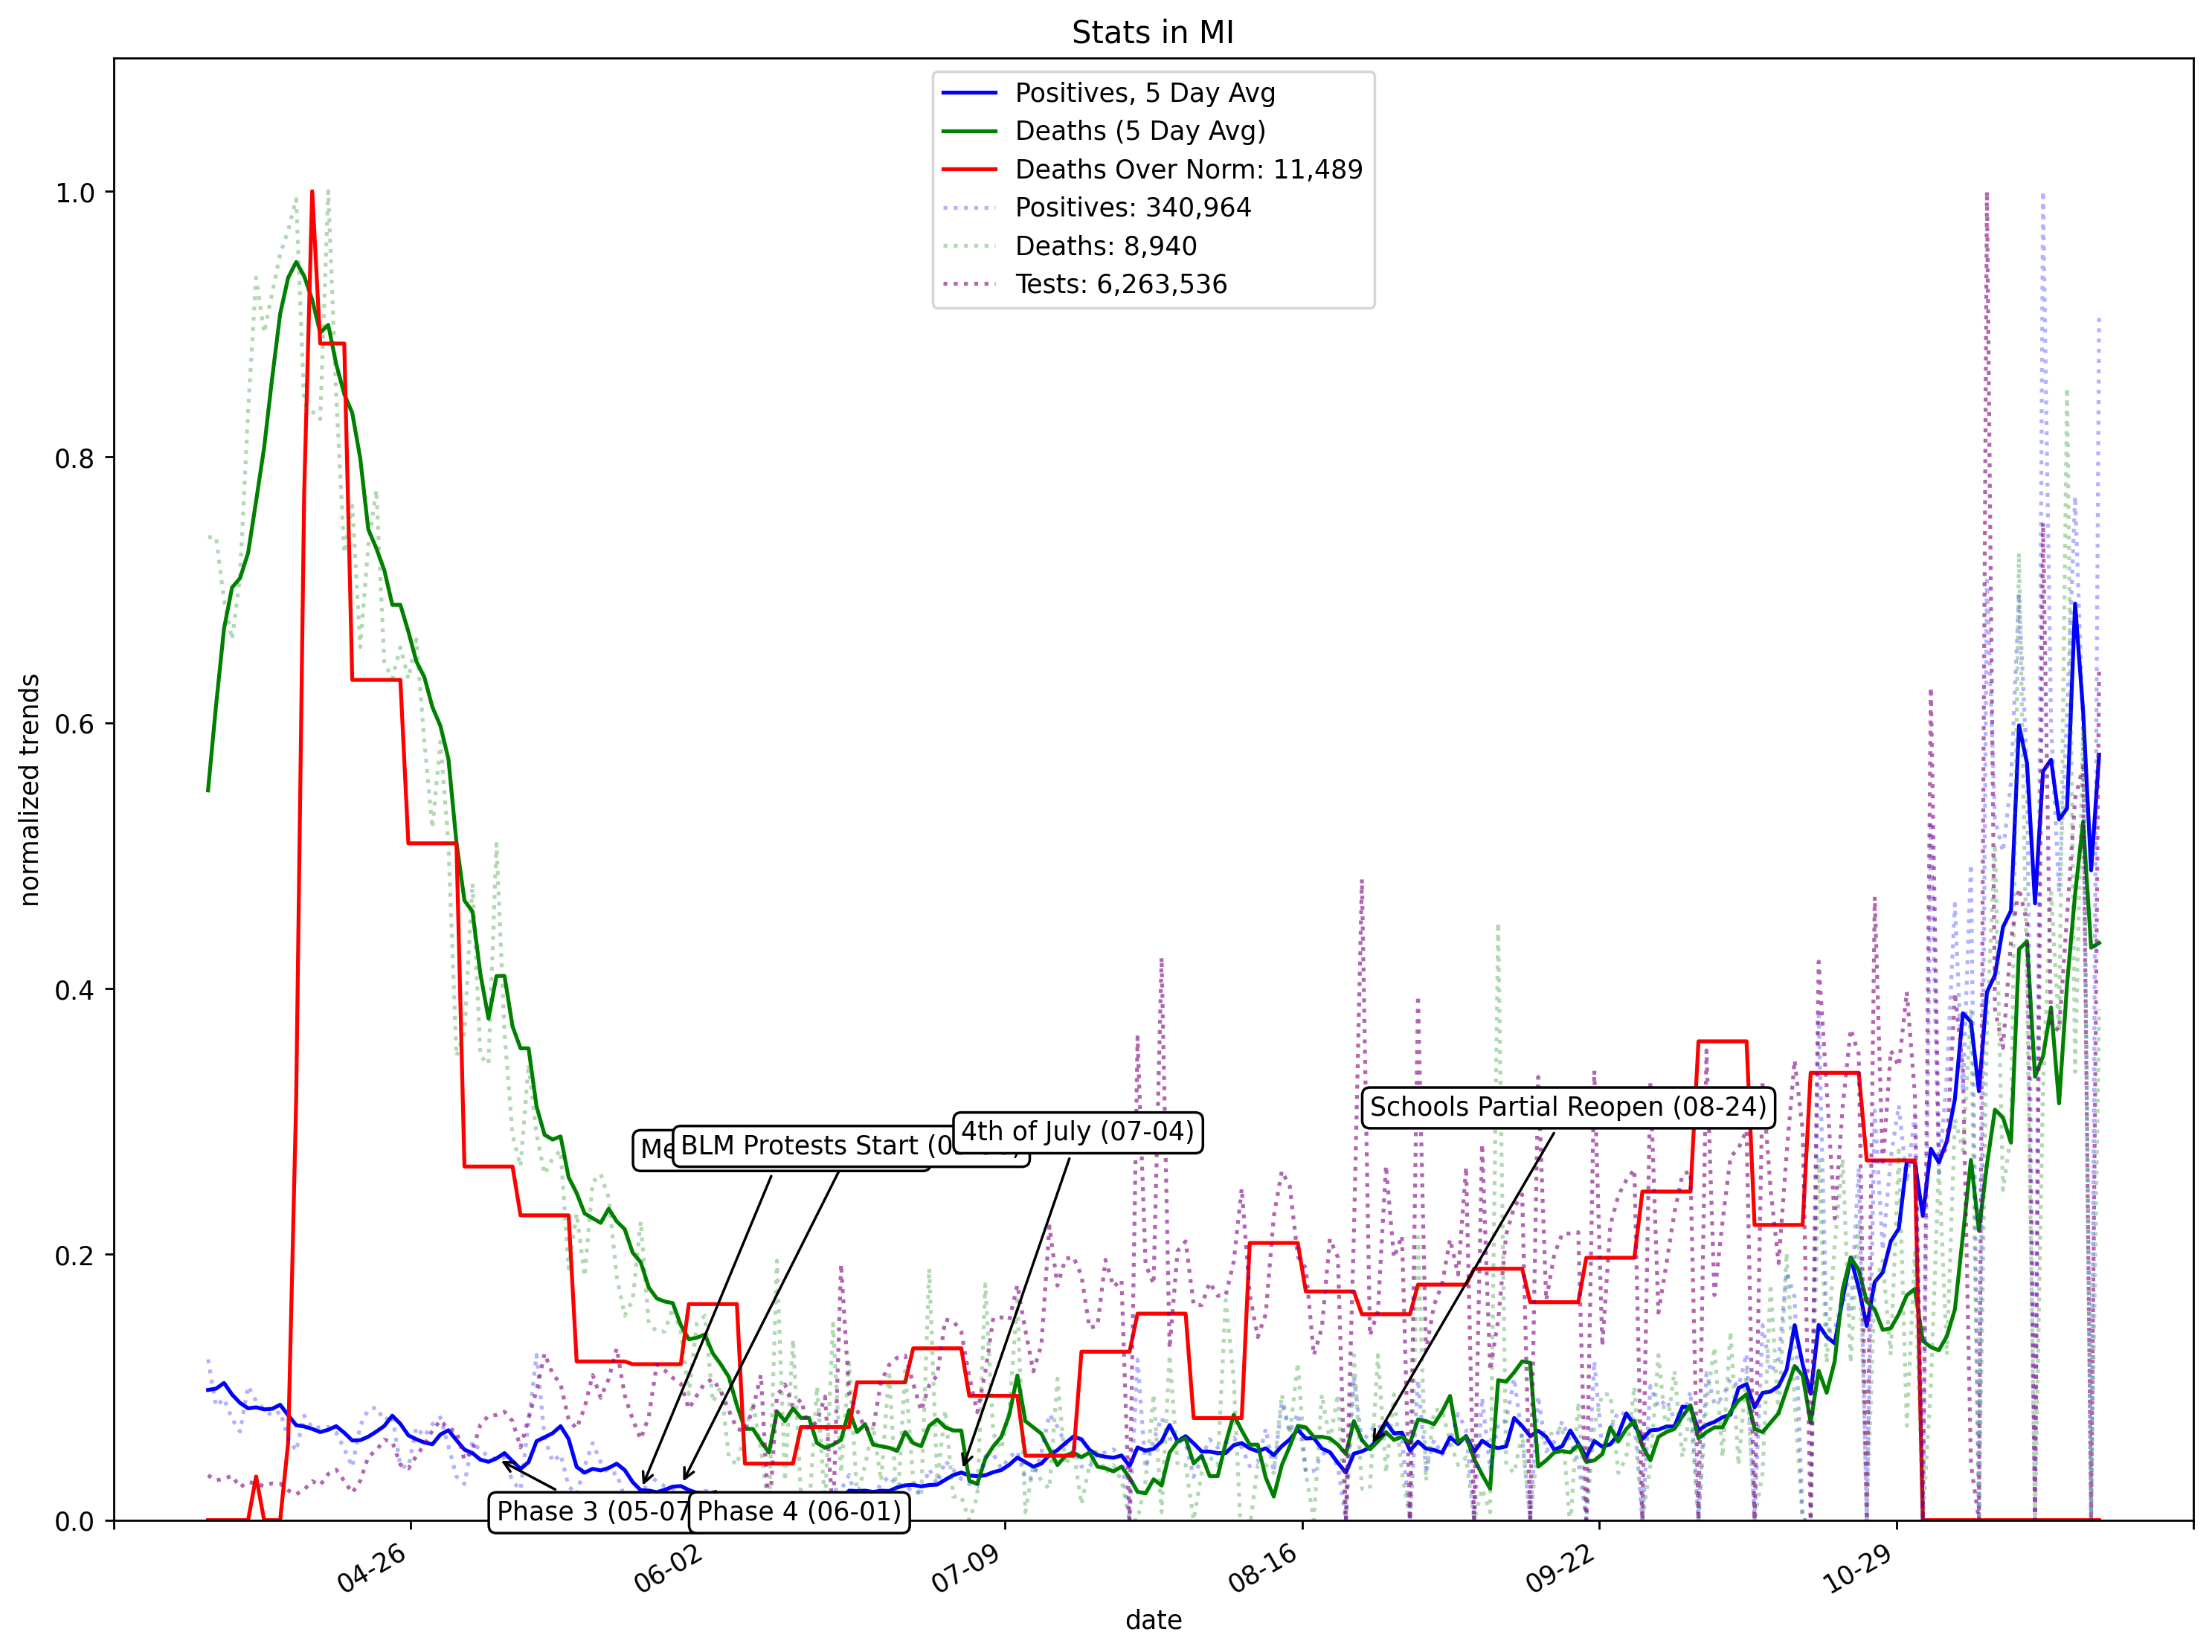 Stats in MI
Positives, 5 Day Avg
Deaths (5 Day Avg)
Deaths Over Norm: 11,489
Positives: 340,964
Deaths: 8,940
Tests: 6,263,536
normalized trends
1.0
0.8
0.6
0.4
0.2
0.0
BLM Protests Start
4th of July (07-04)
Schools Partial Reopen (08-24)
Phase 3 (05-07
Phase 4 (06-01)
04-26
06-02
07-09
08-16
09-22
10-29
date